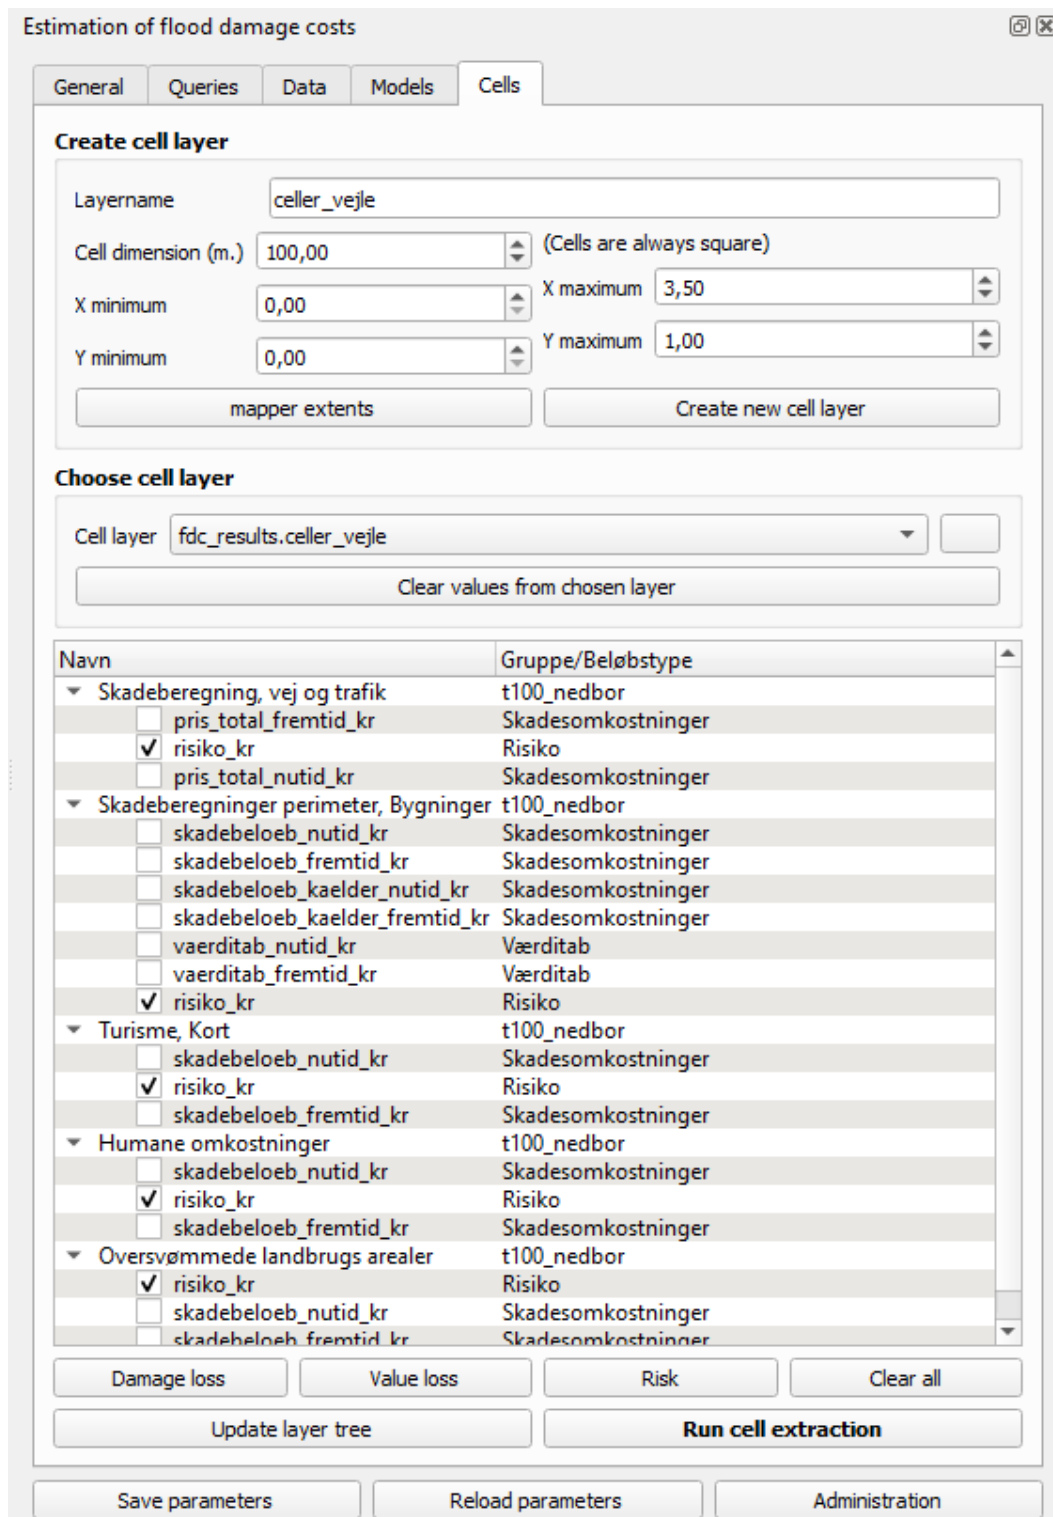 Estimation of flood damage costs
General Queries Data Models Cells
Create cell layer
Layername celler_vejle
Cell dimension (m.) 100,00 (Cells are always square)
X minimum 0,00 X maximum 3,50
Y minimum 0,00 Y maximum 1,00
mapper extents Create new cell layer
Choose cell layer
Cell layer fdc_results.celler_vejle
Clear values from chosen layer
Navn Gruppe/Beløbstype
Skadeberegning, vej og trafik t100_nedbor
pris_total_fremtid_kr Skadesomkostninger
risiko_kr Risiko
pris_total_nutid_kr Skadesomkostninger
Skadeberegninger perimeter, Bygninger t100_nedbor
skadebeloeb_nutid_kr Skadesomkostninger
skadebeloeb_fremtid_kr Skadesomkostninger
skadebeloeb_kaelder_nutid_kr Skadesomkostninger
skadebeloeb_kaelder_fremtid_kr Skadesomkostninger
vaerditab_nutid_kr Værditab
vaerditab_fremtid_kr Værditab
risiko_kr Risiko
Turisme, Kort t100_nedbor
skadebeloeb_nutid_kr Skadesomkostninger
risiko_kr Risiko
skadebeloeb_fremtid_kr Skadesomkostninger
Humane omkostninger t100_nedbor
skadebeloeb_nutid_kr Skadesomkostninger
risiko_kr Risiko
skadebeloeb_fremtid_kr Skadesomkostninger
Oversvømmede landbrugs arealer t100_nedbor
risiko_kr Risiko
skadebeloeb_nutid_kr Skadesomkostninger
skadebeloeb_fremtid_kr Skadesomkostninger
Damage loss Value loss Risk Clear all
Update layer tree Run cell extraction
Save parameters Reload parameters Administration